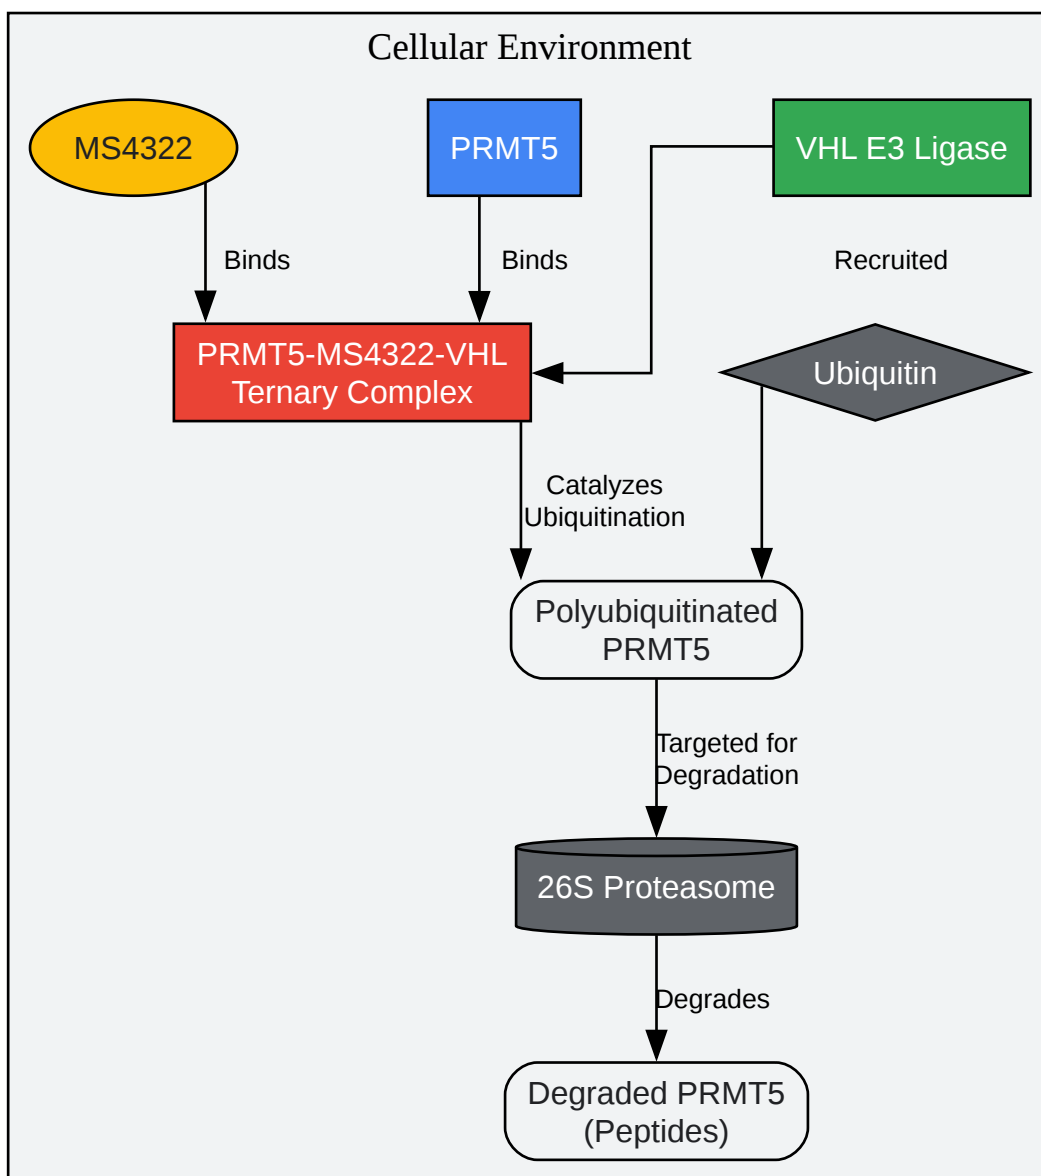 Cellular Environment
MS4322
PRMT5
VHL E3 Ligase
Binds
Binds
Recruited
PRMT5-MS4322-VHL
Ternary Complex
Ubiquitin
Catalyzes
Ubiquitination
Polyubiquitinated
PRMT5
Targeted for
Degradation
26S Proteasome
Degrades
Degraded PRMT5
(Peptides)